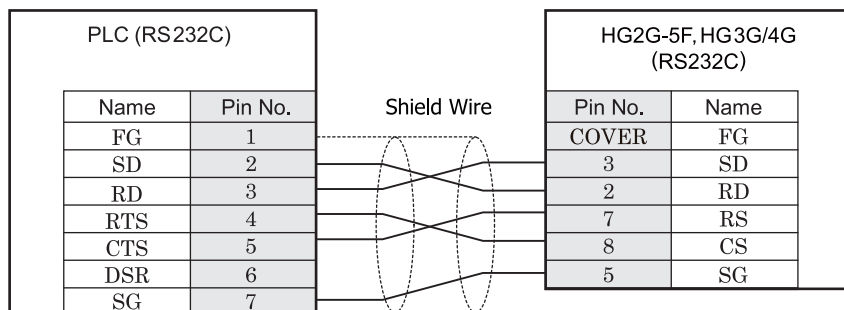 PLC (RS232C)
HG2G-5F, HG3G/4G
(RS232C)
Shield Wire
Name Pin No.
FG 1
SD 2
RD 3
RTS 4
CTS 5
DSR 6
SG 7
Pin No. Name
COVER FG
3 SD
2 RD
7 RS
8 CS
5 SG